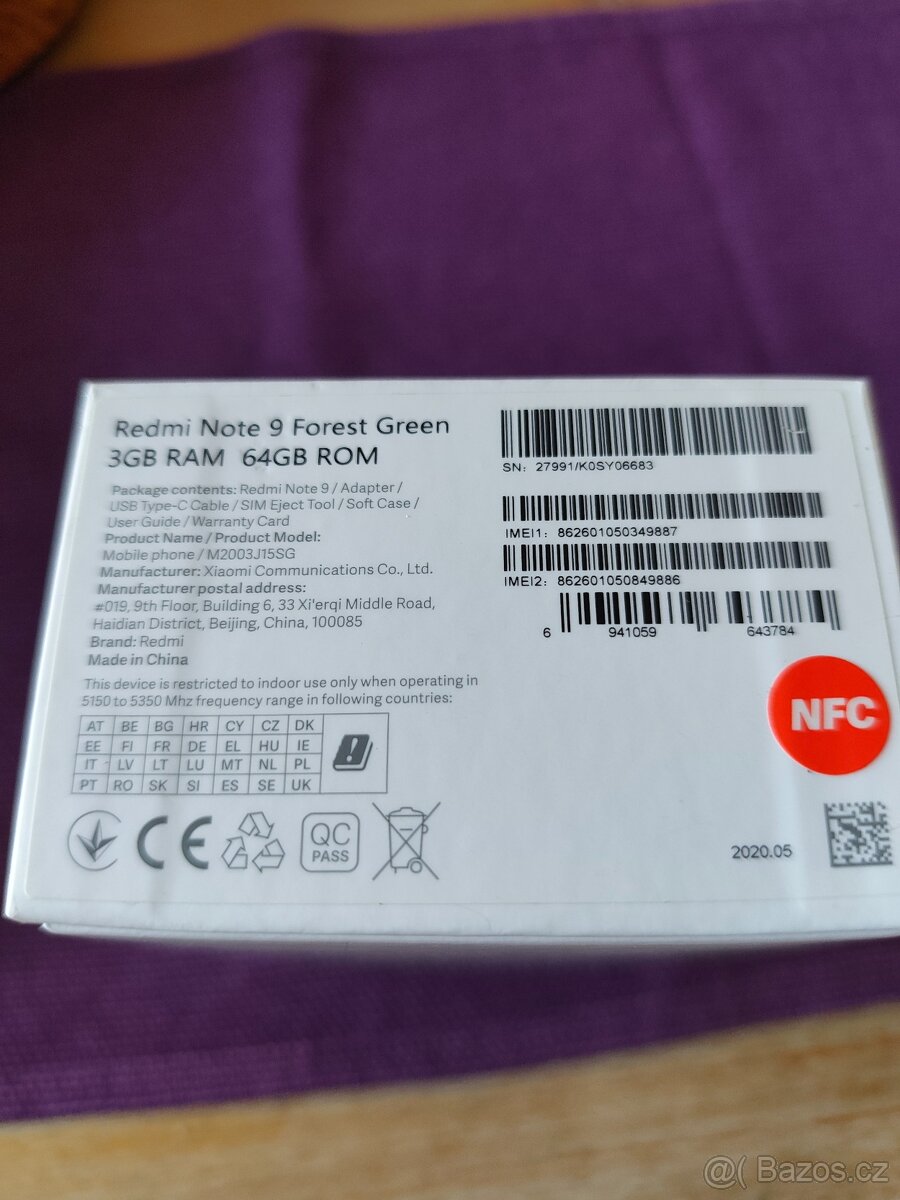 Redmi Note 9 Forest Green
3GB RAM 64GB ROM
Package contents: Redmi Note 9 / Adapter /
USB Type-C Cable / SIM Eject Tool / Soft Case /
User Guide / Warranty Card
Product Name / Product Model:
Mobile phone / M2003J15SG
Manufacturer: Xiaomi Communications Co., Ltd.
Manufacturer postal address:
#019, 9th Floor, Building 6, 33 Xi'erqi Middle Road,
Haidian District, Beijing, China, 100085
Brand: Redmi
Made in China
This device is restricted to indoor use only when operating in
5150 to 5350 Mhz frequency range in following countries:
AT BE BG HR CY CZ DK
EE FI FR DE EL HU IE
IT LV LT LU MT NL PL
PT RO SK SI ES SE UK
CE
QC
PASS
SN: 27991/K0SY06683
IMEI1: 862601050349887
IMEI2: 862601050849886
6 941059 643784
NFC
2020.05
@( Bazos.cz